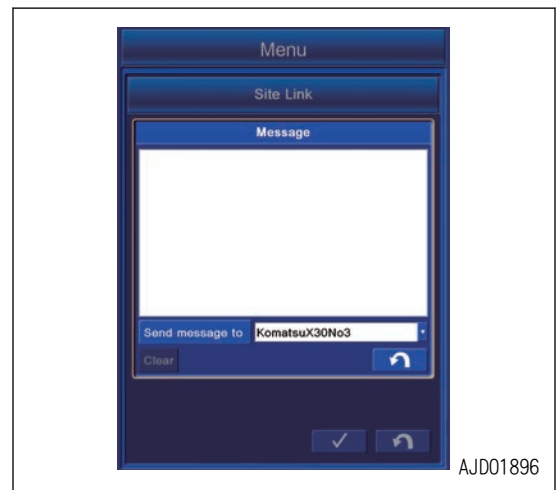 Menu
Site Link
Message
Send message to KomatsuX30No3
Clear
AJD01896